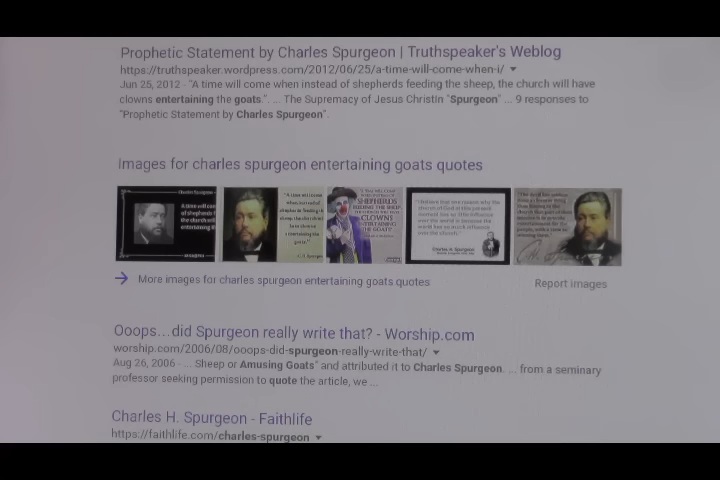 Prophetic Statement by Charles Spurgeon | Truthspeaker's Weblog
https://truthspeaker.wordpress.com/2012/06/25/a-time-will-come-when-i/
Jun 25, 2012 - "A time will come when instead of shepherds feeding the sheep, the church will have
clowns entertaining the goats.". ... The Supremacy of Jesus Christin "Spurgeon" ... 9 responses to
"Prophetic Statement by Charles Spurgeon".
Images for charles spurgeon entertaining goats quotes
SHEPHERDS
CLOWNS
More images for charles spurgeon entertaining goats quotes
Report images
Ooops...did Spurgeon really write that? - Worship.com
worship.com/2006/08/ooops-did-spurgeon-really-write-that/
Aug 26, 2006 - ... Sheep or Amusing Goats" and attributed it to Charles Spurgeon. ... from a seminary
professor seeking permission to quote the article, we ...
Charles H. Spurgeon - Faithlife
https://faithlife.com/charles-spurgeon